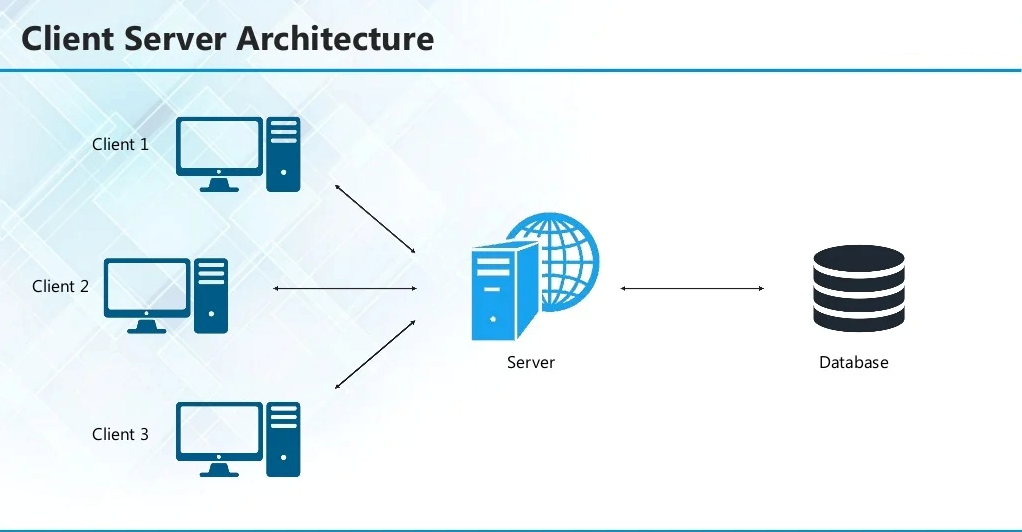 Client Server Architecture
Client 1
Client 2
Server
Database
Client 3